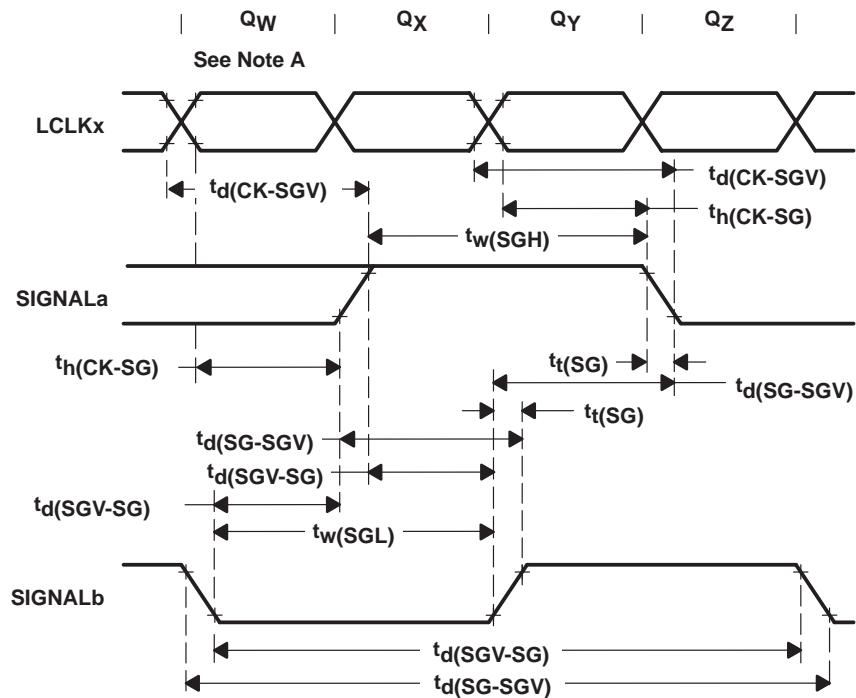 QW QX QY QZ
See Note A
LCLKx
td(CK-SGV) td(CK-SGV)
th(CK-SG)
tw(SGH)
SIGNALa
th(CK-SG) tt(SG)
td(SG-SGV)
tt(SG)
td(SG-SGV)
td(SGV-SG)
td(SGV-SG)
tw(SGL)
SIGNALb
td(SGV-SG)
td(SG-SGV)